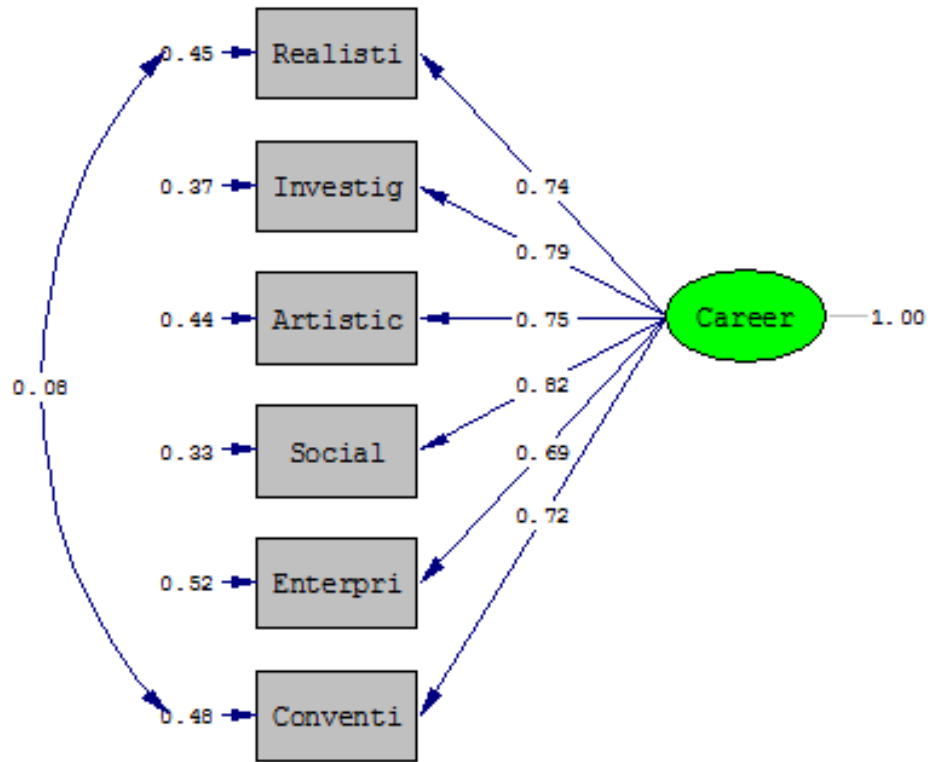 0.45 Realisti
0.74
0.37 Investig
0.79
0.44 Artistic 0.75 Career 1.00
0.82
0.08
0.33 Social 0.69
0.72
0.52 Enterpri
0.48 Conventi